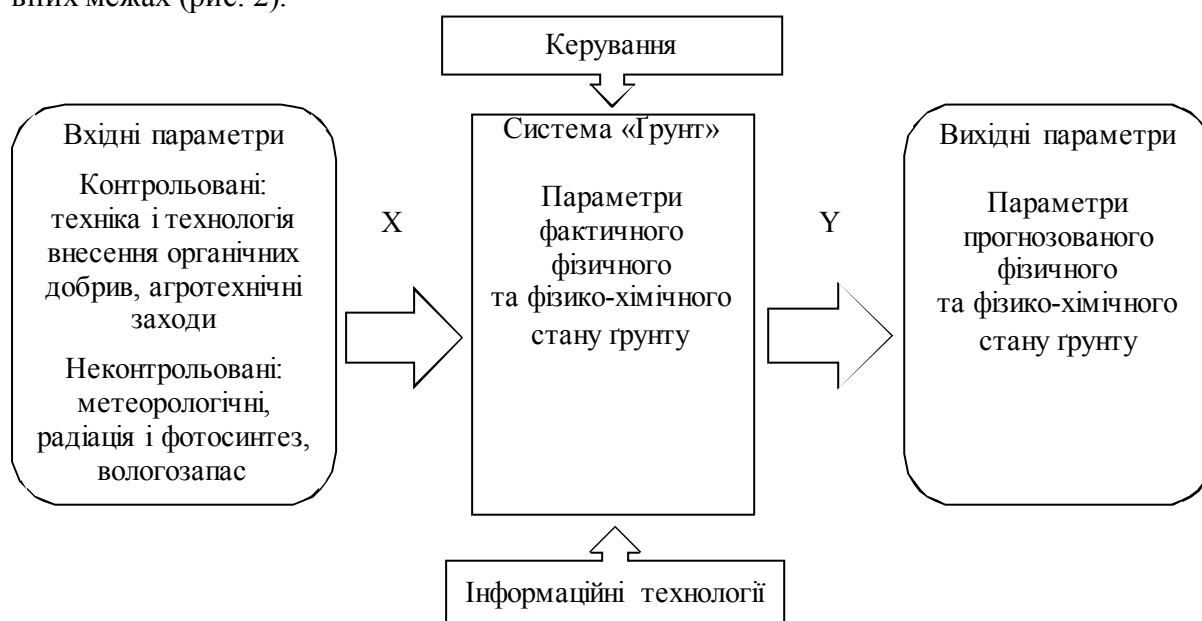 вних межах (рис. 2).
Керування
Вхідні параметри
Контрольовані:
техніка і технологія
внесення органічних
добрив, агротехнічні
заходи
Неконтрольовані:
метеорологічні,
радіація і фотосинтез,
вологозапас
X
Система «Ґрунт»
Параметри
фактичного
фізичного
та фізико-хімічного
стану ґрунту
Y
Вихідні параметри
Параметри
прогнозованого
фізичного
та фізико-хімічного
стану ґрунту
Інформаційні технології